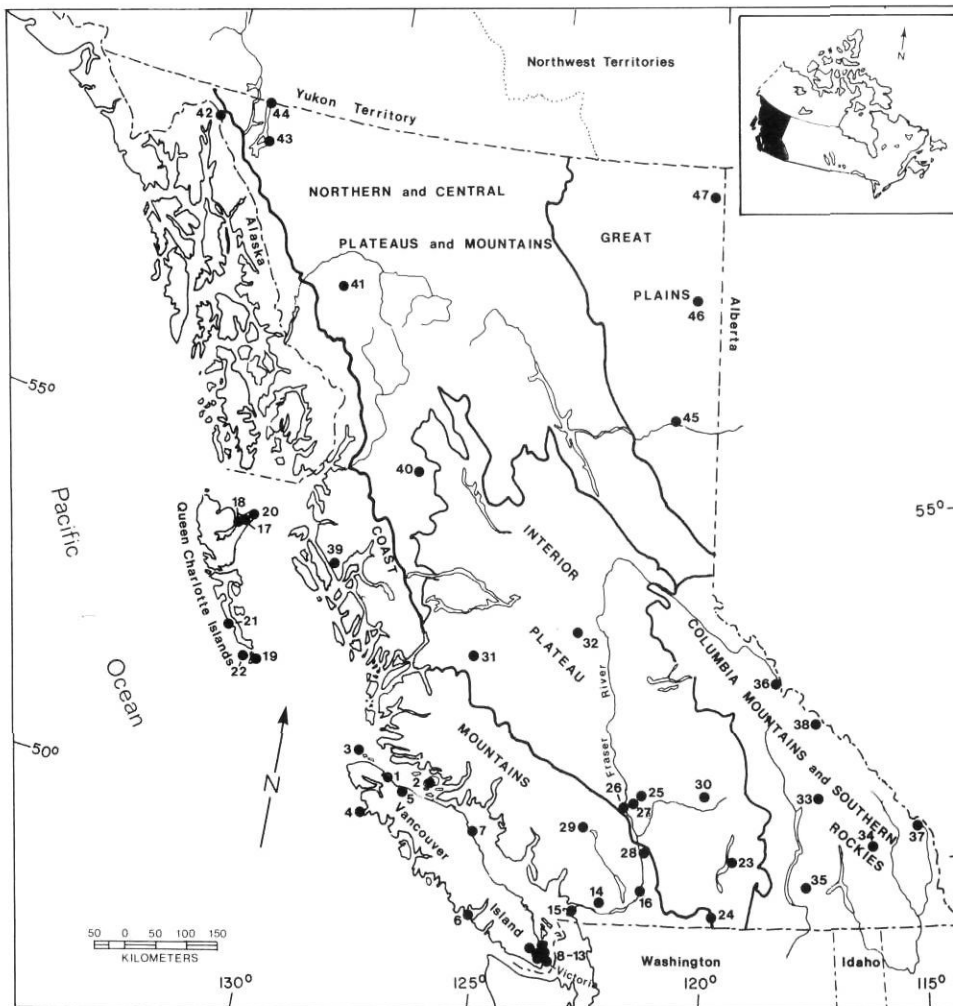 N
Northwest Territories
Yukon Territory
42
44
43
NORTHERN and CENTRAL
PLATEAUS and MOUNTAINS
47
GREAT
PLAINS
46
Alaska
Alberta
41
55°
45
40
55°
Pacific
Ocean
18
20
17
Queen Charlotte Islands
39
COAST
INTERIOR
PLATEAU
21
22
19
32
31
Fraser River
COLUMBIA MOUNTAINS and SOUTHERN
ROCKIES
36
38
50°
N
3
1
2
5
4
MOUNTAINS
7
Vancouver
Island
26
25
27
30
29
28
33
34
37
23
35
14
15
16
24
6
8-13
Victoria
50 0 50 100 150
KILOMETERS
Washington
Idaho
130°
125°
120°
115°